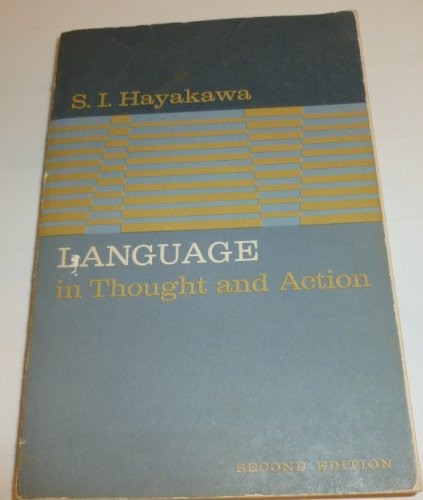 S. I. Hayakawa
LANGUAGE
in Thought and Action
SECOND EDITION